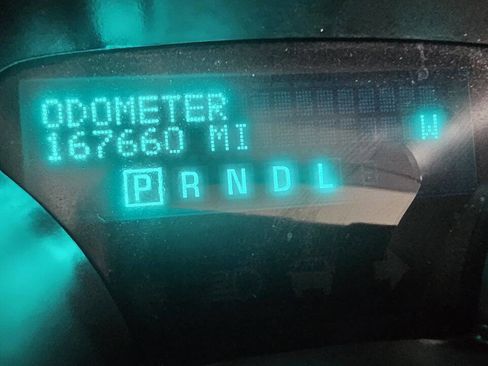 ODOMETER
167660 MI
W
P R N D L